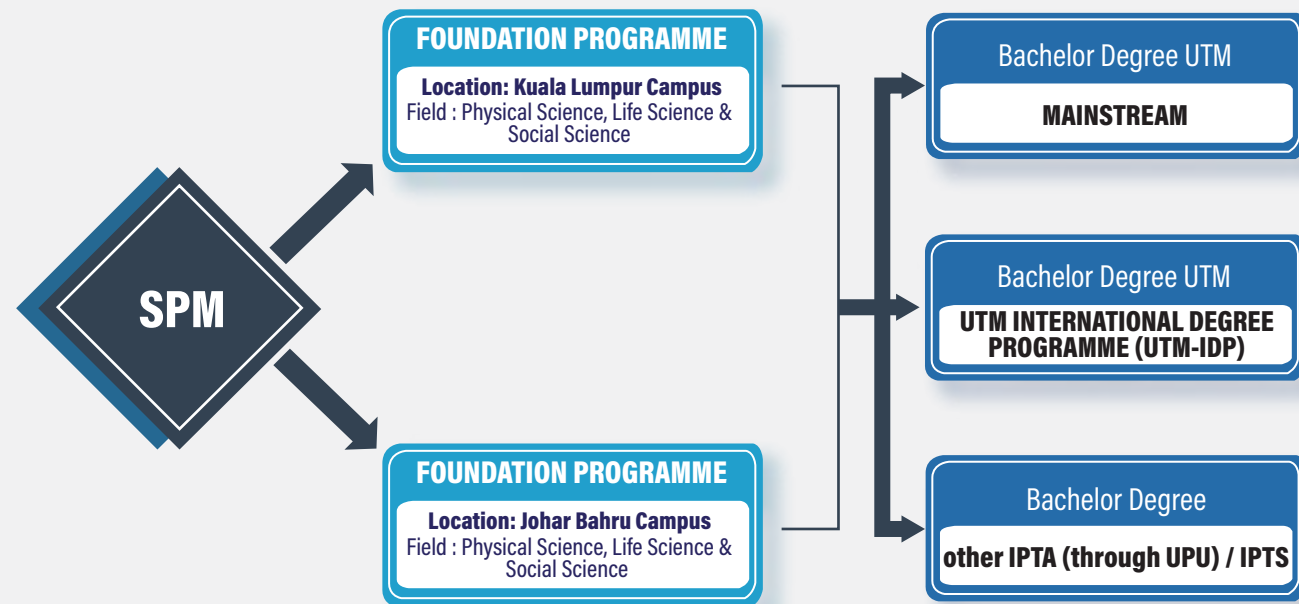 SPM
FOUNDATION PROGRAMME
Location: Kuala Lumpur Campus
Field : Physical Science, Life Science &
Social Science
FOUNDATION PROGRAMME
Location: Johar Bahru Campus
Field : Physical Science, Life Science &
Social Science
Bachelor Degree UTM
MAINSTREAM
Bachelor Degree UTM
UTM INTERNATIONAL DEGREE
PROGRAMME (UTM-IDP)
Bachelor Degree
other IPTA (through UPU) / IPTS